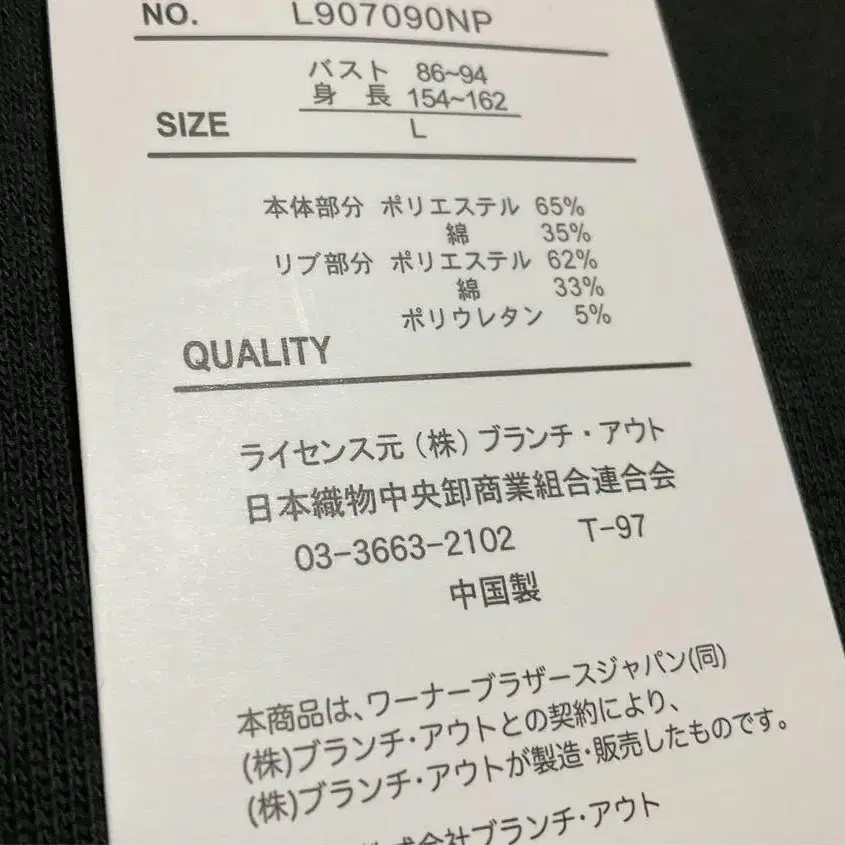 NO. L907090NP
バスト 86~94
身 長 154~162
SIZE L
本体部分 ポリエステル 65%
綿 35%
リブ部分 ポリエステル 62%
綿 33%
ポリウレタン 5%
QUALITY
ライセンス元(株)ブランチ・アウト
日本織物中央卸商業組合連合会
03-3663-2102 T-97
中国製
本商品は、ワーナーブラザースジャパン(同)
(株)ブランチ・アウトとの契約により、
(株)ブランチ・アウトが製造・販売したものです。
株式会社ブランチ・アウト